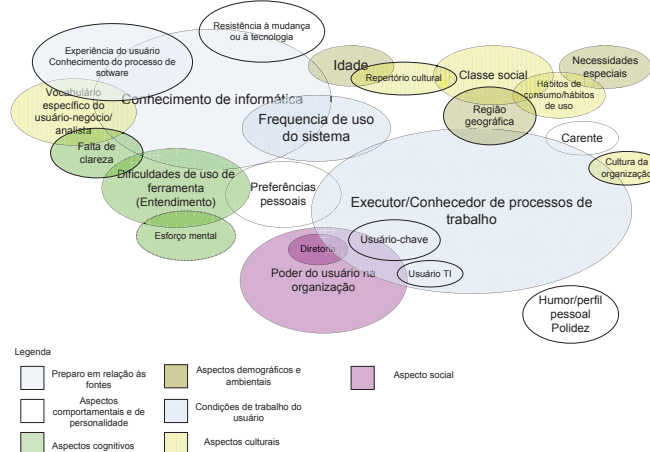 Resistência à mudança
ou à tecnologia
Experiência do usuário
Conhecimento do processo de
sotware
Idade
Repertório cultural
Classe social
Necessidades
especiais
Hábitos de
consumo/hábitos
de uso
Vocabulário
específico do
usuário-negócio/
analista
Conhecimento de informática
Frequencia de uso
do sistema
Região
geográfica
Carente
Falta de
clareza
Cultura da
organização
Dificuldades de uso de
ferramenta
(Entendimento)
Preferências
pessoais
Executor/Conhecedor de processos de
trabalho
Esforço mental
Diretoria
Usuário-chave
Poder do usuário na
organização
Usuário TI
Humor/perfil
pessoal
Polidez
Legenda
Preparo em relação às
fontes
Aspectos demográficos e
ambientais
Aspecto social
Aspectos
comportamentais e de
personalidade
Condições de trabalho do
usuário
Aspectos cognitivos
Aspectos culturais